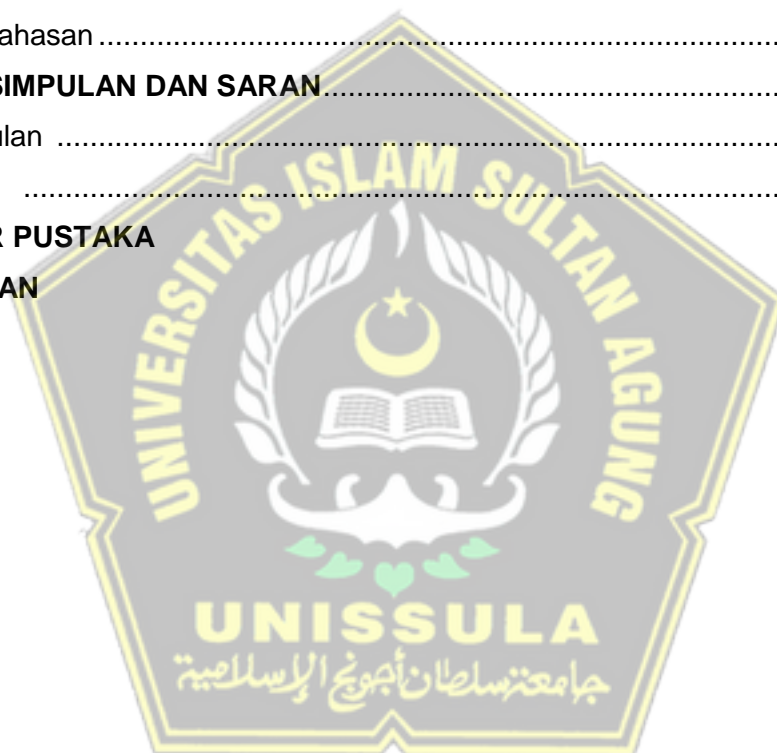 ahasan ........................................................................................
SIMPULAN DAN SARAN ...............................................................
ulan ...............................................................................................
...................................................................................................
R PUSTAKA
AN
UNIVERSITAS ISLAM SULTAN AGUNG
UNISSULA
جامعة سلطان أجونج الإسلامية